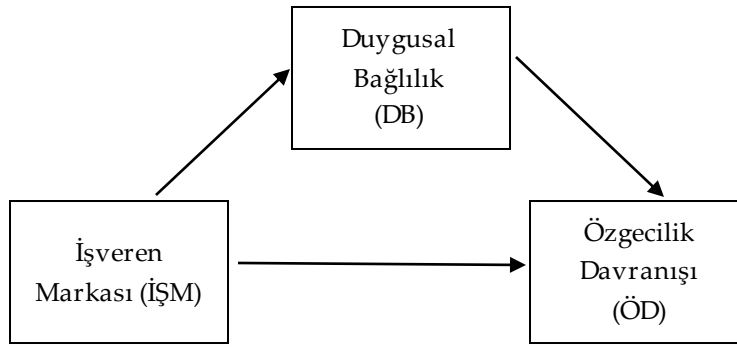 Duygusal
Bağlılık
(DB)
İşveren
Markası (İŞM)
Özgecilik
Davranışı
(ÖD)